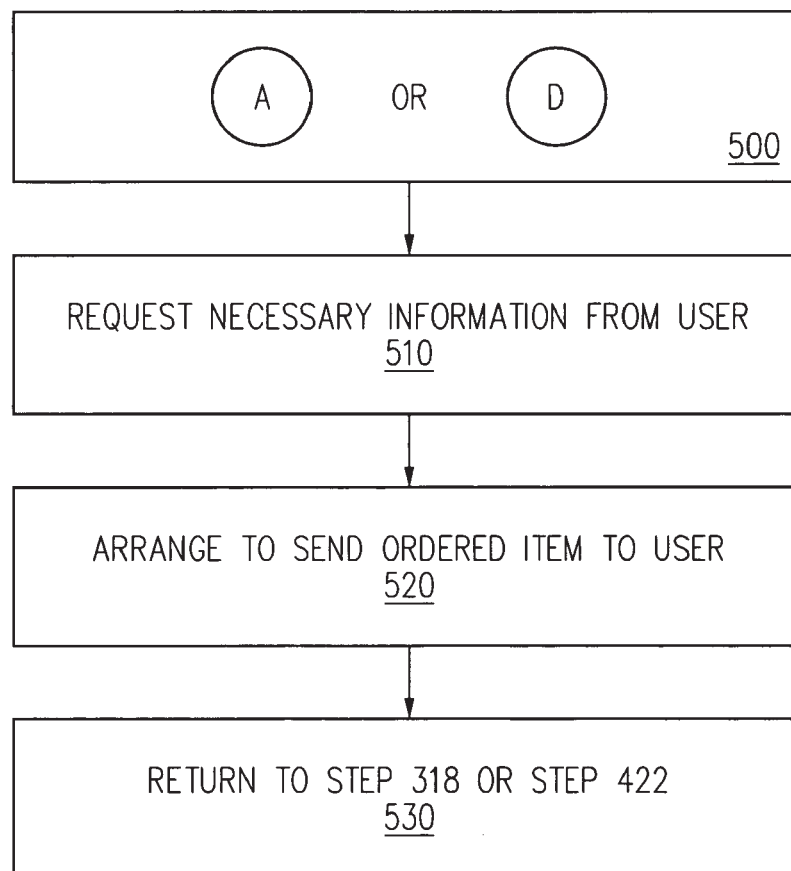 A OR D
500
REQUEST NECESSARY INFORMATION FROM USER
510
ARRANGE TO SEND ORDERED ITEM TO USER
520
RETURN TO STEP 318 OR STEP 422
530